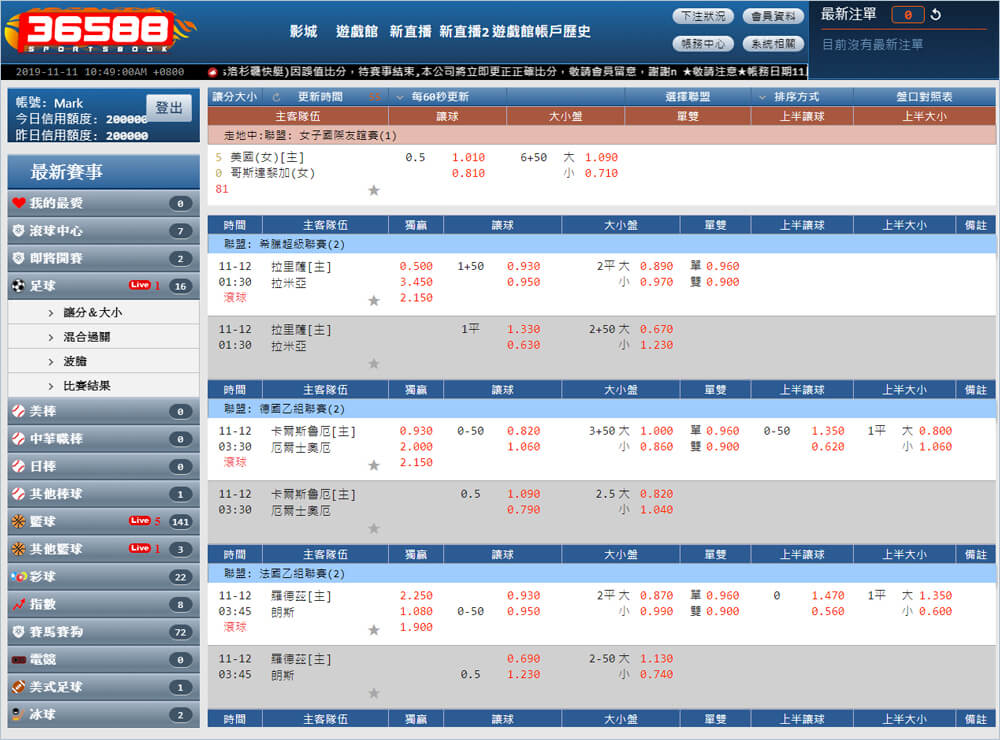 36588
SPORTSBOOK
影城 遊戲館 新直播 新直播2 遊戲館帳戶歷史
下注狀況 會員資料
帳務中心 系統相關
最新注單 0
目前沒有最新注單
2019-11-11 10:49:00AM +0800
洛杉磯快艇)因誤值比分，待賽事結束,本公司將立即更正正確比分，敬請會員留意，謝謝n ★敬請注意★帳務日期11
帳號: Mark
今日信用額度: 200000
昨日信用額度: 200000
登出
最新賽事
我的最愛 0
滾球中心 7
即將開賽 2
足球 Live 1 16
讓分＆大小
混合過關
波膽
比賽結果
美棒 0
中華職棒 0
日棒 0
其他棒球 1
籃球 Live 5 141
其他籃球 Live 1 3
彩球 22
指數 8
賽馬賽狗 72
電競 0
美式足球 1
冰球 2
讓分大小 更新時間 每60秒更新 選擇聯盟 排序方式 盤口對照表
主客隊伍 讓球 大小盤 單雙 上半讓球 上半大小
走地中:聯盟: 女子國際友誼賽(1)
5 美國(女)[主] 0.5 1.010 6+50 大 1.090
0 哥斯達黎加(女) 0.810 小 0.710
81
時間 主客隊伍 獨贏 讓球 大小盤 單雙 上半讓球 上半大小 備註
聯盟: 希臘超級聯賽(2)
11-12 拉里薩[主] 0.500 1+50 0.930 2平 大 0.890 單 0.960
01:30 拉米亞 3.450 0.950 小 0.970 雙 0.900
滾球 2.150
11-12 拉里薩[主] 1平 1.330 2+50 大 0.670
01:30 拉米亞 0.630 小 1.230
時間 主客隊伍 獨贏 讓球 大小盤 單雙 上半讓球 上半大小 備註
聯盟: 德國乙組聯賽(2)
11-12 卡爾斯魯厄[主] 0.930 0-50 0.820 3+50 大 1.000 單 0.960 0-50 1.350 1平 大 0.800
03:30 厄爾士奧厄 2.000 1.060 小 0.860 雙 0.900 0.620 小 1.060
滾球 2.150
11-12 卡爾斯魯厄[主] 0.5 1.090 2.5 大 0.820
03:30 厄爾士奧厄 0.790 小 1.040
時間 主客隊伍 獨贏 讓球 大小盤 單雙 上半讓球 上半大小 備註
聯盟: 法國乙組聯賽(2)
11-12 羅德茲[主] 2.250 0.930 2平 大 0.870 單 0.960 0 1.470 1平 大 1.350
03:45 朗斯 1.080 0-50 0.950 小 0.990 雙 0.900 0.560 小 0.600
滾球 1.900
11-12 羅德茲[主] 0.690 2-50 大 1.130
03:45 朗斯 0.5 1.230 小 0.740
時間 主客隊伍 獨贏 讓球 大小盤 單雙 上半讓球 上半大小 備註